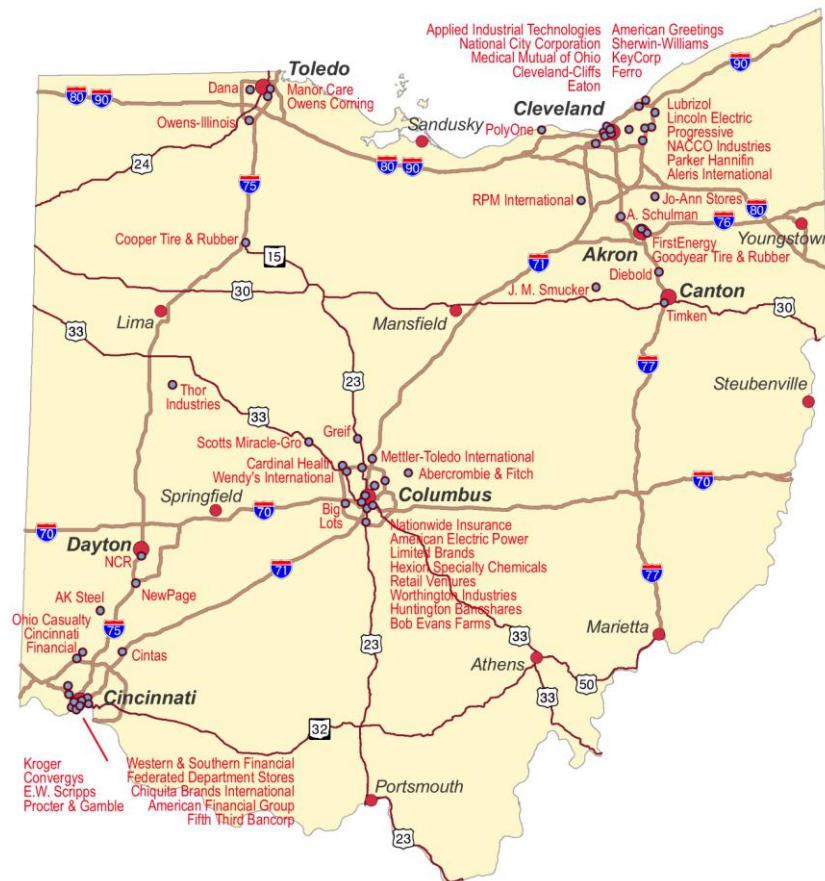 Applied Industrial Technologies
National City Corporation
Medical Mutual of Ohio
Cleveland-Cliffs
Eaton
American Greetings
Sherwin-Williams
KeyCorp
Ferro
90
Toledo
Dana
Manor Care
Owens Corning
80
90
Cleveland
Lubrizol
Lincoln Electric
Progressive
NACCO Industries
Parker Hannifin
Aleris International
Owens-Illinois
Sandusky
PolyOne
24
80
90
75
RPM International
Jo-Ann Stores
A. Schulman
76
80
Youngstown
Cooper Tire & Rubber
15
71
Akron
FirstEnergy
Goodyear Tire & Rubber
Diebold
30
J. M. Smucker
Canton
Lima
Mansfield
Timken
30
33
77
23
Steubenville
Thor
Industries
33
Greif
Scotts Miracle-Gro
Mettler-Toledo International
Cardinal Health
Wendy's International
Abercrombie & Fitch
70
Springfield
70
Big
Lots
Columbus
70
Nationwide Insurance
American Electric Power
Limited Brands
Hexion Specialty Chemicals
Retail Ventures
Worthington Industries
Huntington Bancshares
Bob Evans Farms
Dayton
NCR
71
77
NewPage
AK Steel
75
Ohio Casualty
Cincinnati
Financial
Cintas
23
33
Marietta
Athens
50
33
Cincinnati
32
Kroger
Convergys
E.W. Scripps
Procter & Gamble
Western & Southern Financial
Federated Department Stores
Chiquita Brands International
American Financial Group
Fifth Third Bancorp
Portsmouth
23